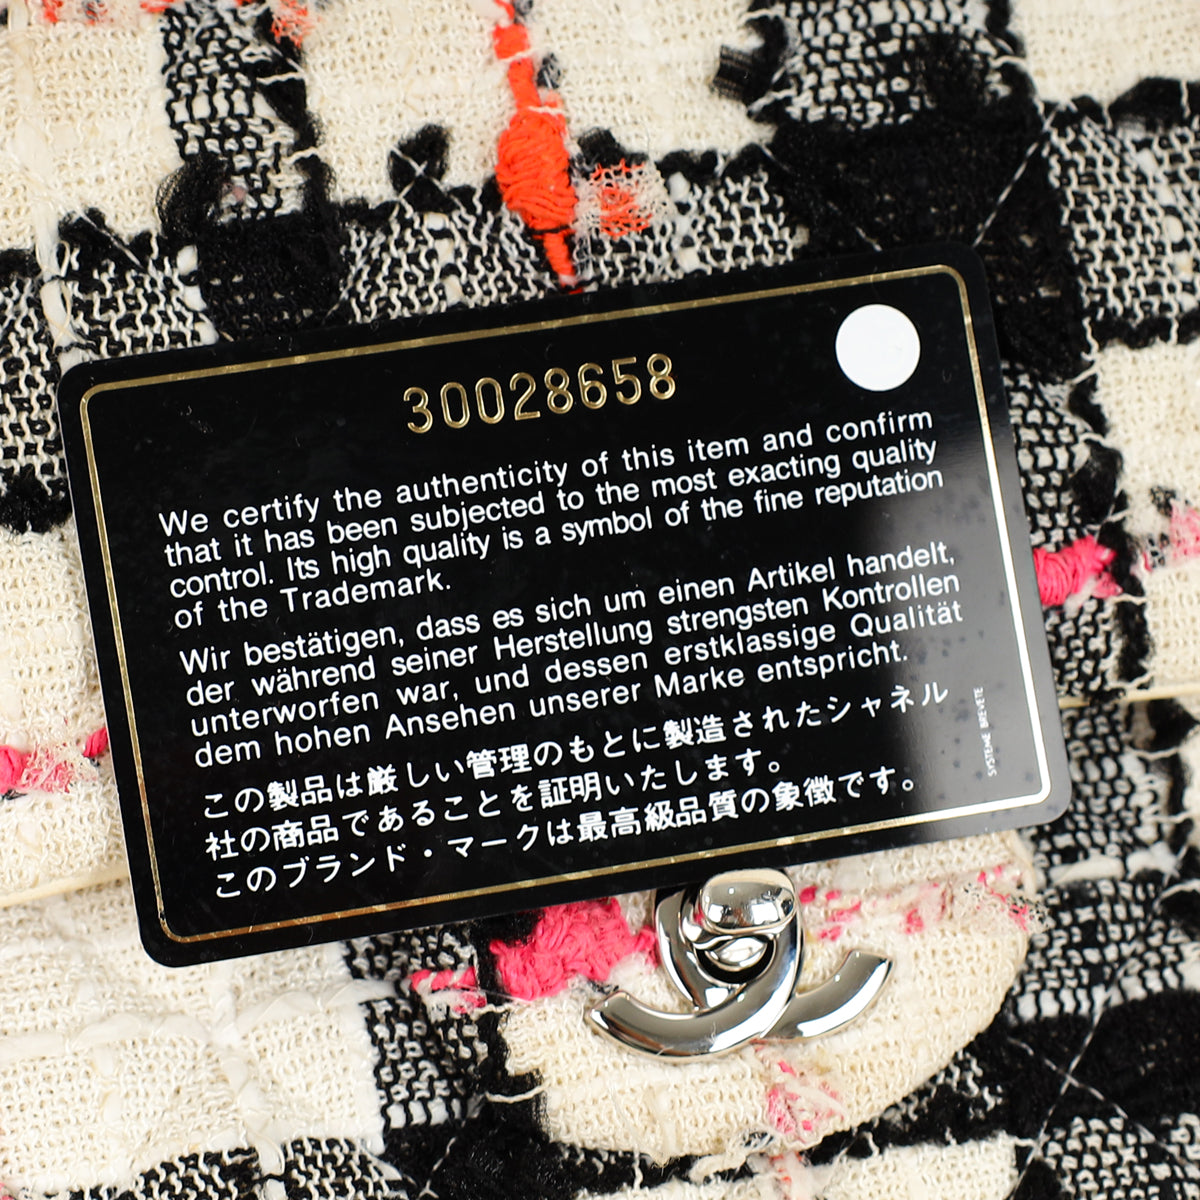 30028658
We certify the authenticity of this item and confirm
that it has been subjected to the most exacting quality
control. Its high quality is a symbol of the fine reputation
of the Trademark.
Wir bestätigen, dass es sich um einen Artikel handelt,
der während seiner Herstellung strengsten Kontrollen
unterworfen war, und dessen erstklassige Qualität
dem hohen Ansehen unserer Marke entspricht.
この製品は厳しい管理のもとに製造されたシャネル
社の商品であることを証明いたします。
このブランド・マークは最高級品質の象徴です。
SYSTEME BREVETE